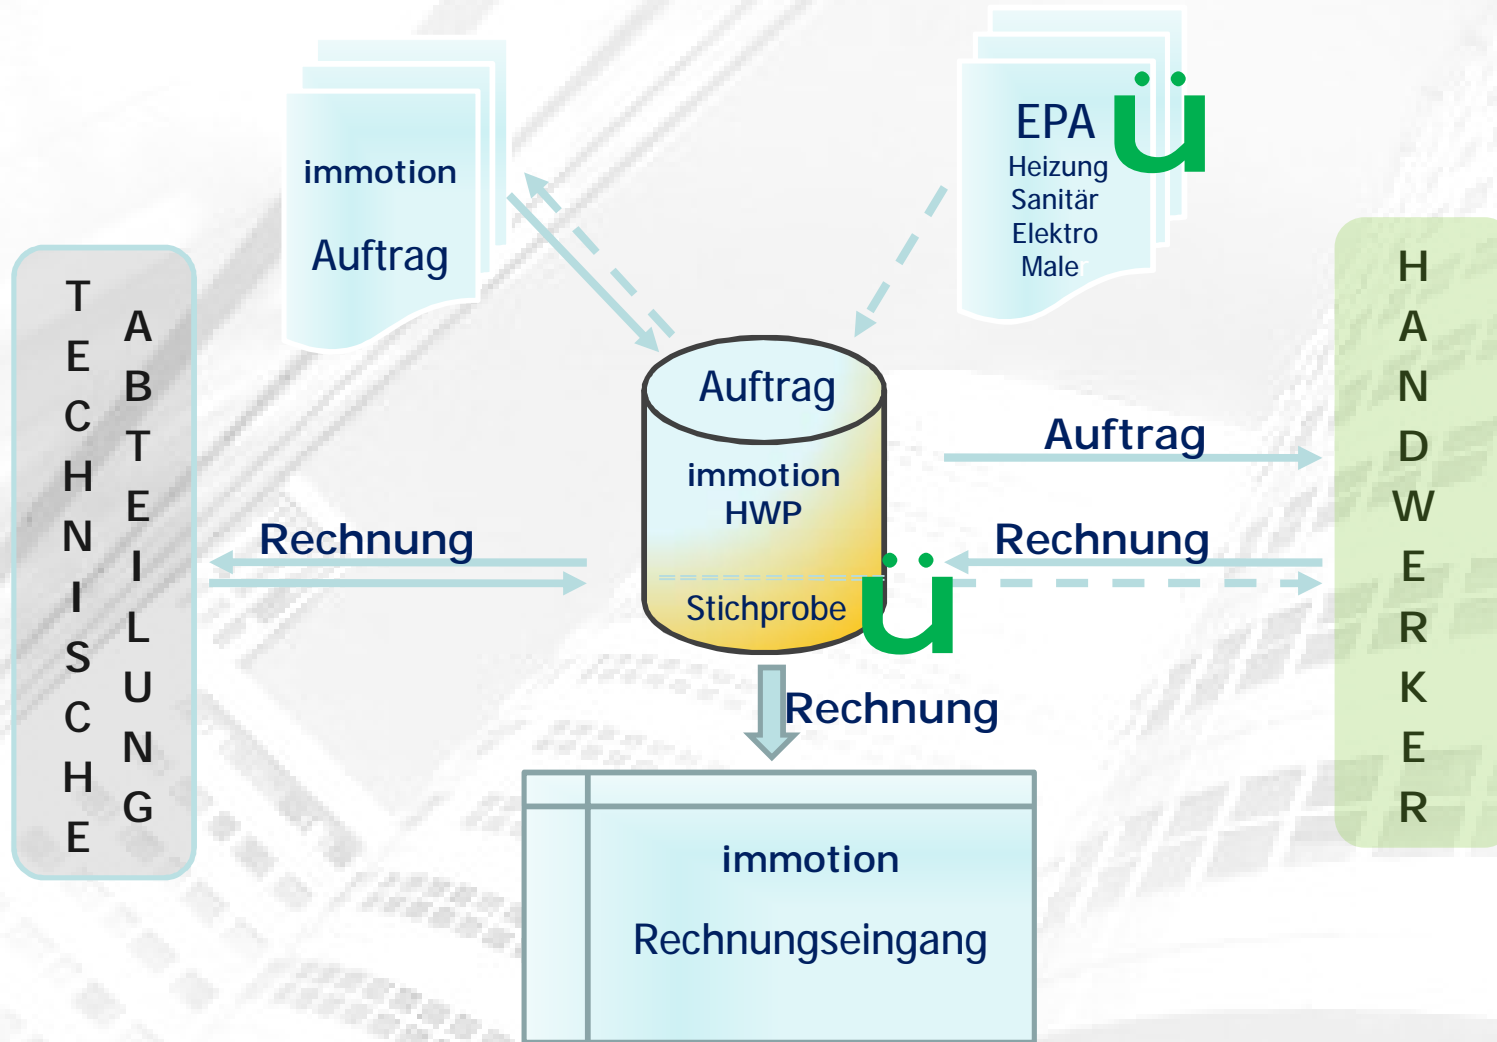 immotion
Auftrag
EPA
Heizung
Sanitär
Elektro
Maler
ü
TECHNISCHE
ABTEILUNG
Auftrag
immotion
HWP
Stichprobe
ü
Rechnung
Auftrag
Rechnung
HANDWERKER
Rechnung
immotion
Rechnungseingang